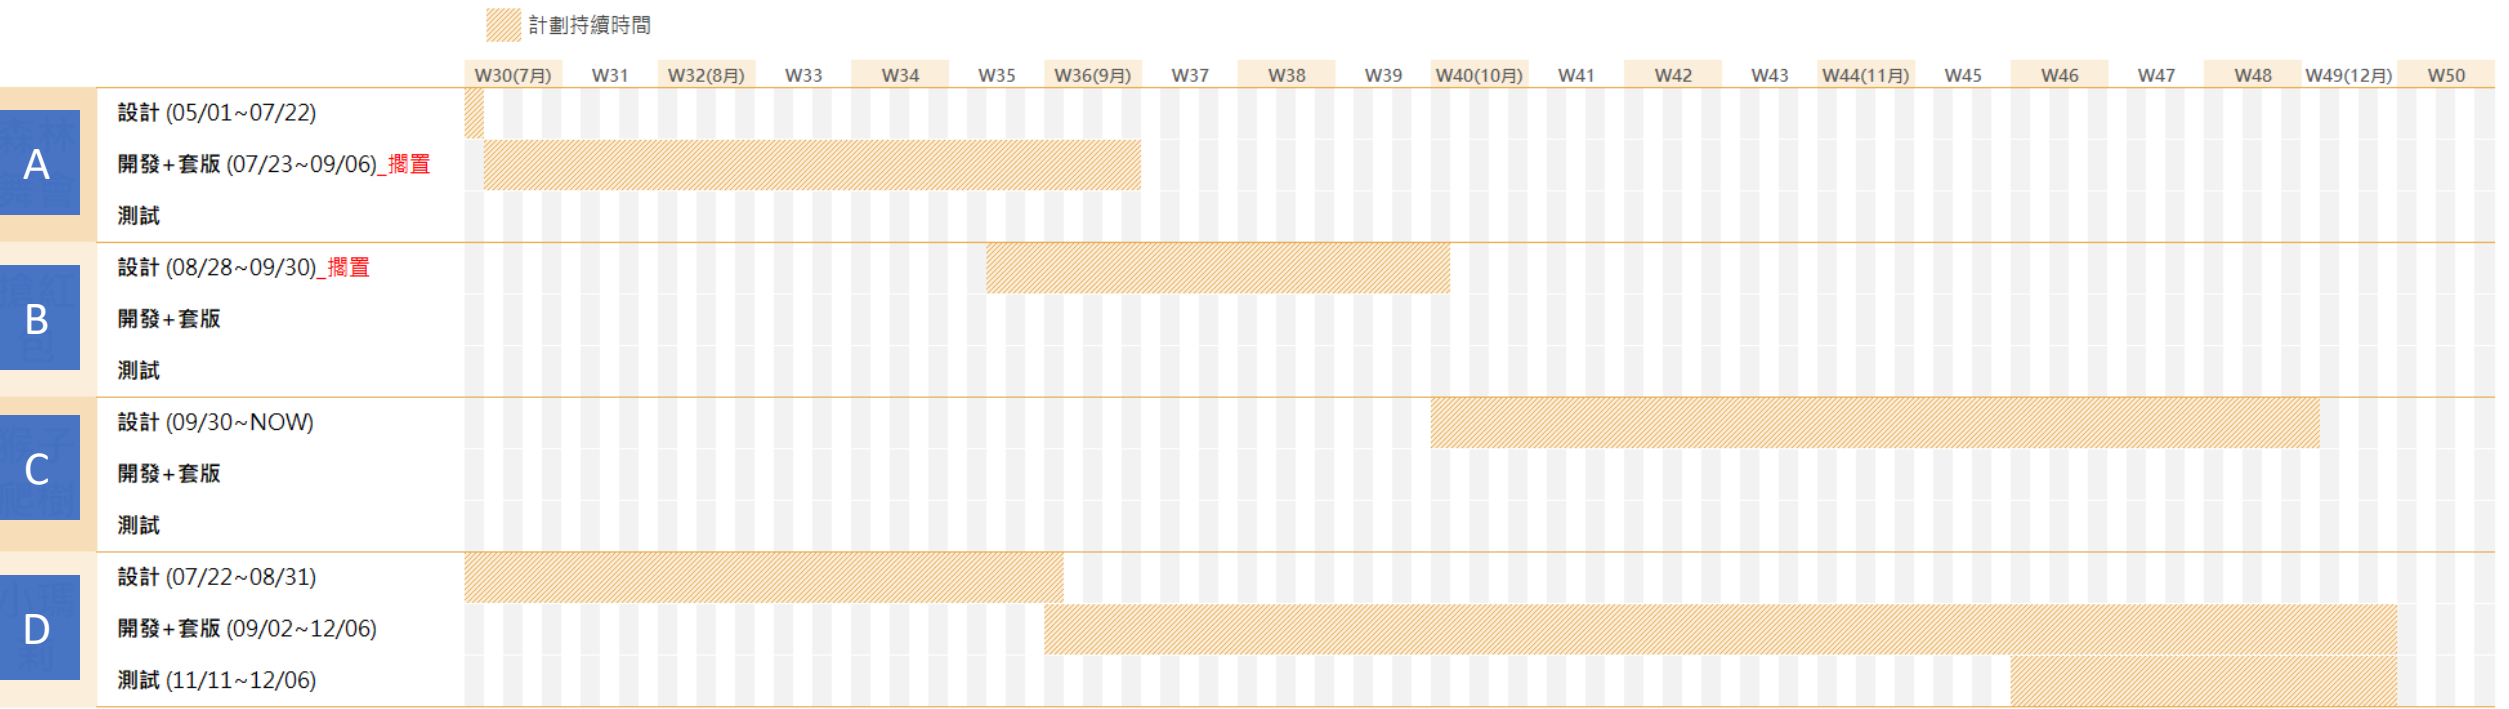 計劃持續時間
W30(7月) W31 W32(8月) W33 W34 W35 W36(9月) W37 W38 W39 W40(10月) W41 W42 W43 W44(11月) W45 W46 W47 W48 W49(12月) W50
A
設計 (05/01~07/22)
開發+套版 (07/23~09/06)_擱置
測試
B
設計 (08/28~09/30)_擱置
開發+套版
測試
C
設計 (09/30~NOW)
開發+套版
測試
D
設計 (07/22~08/31)
開發+套版 (09/02~12/06)
測試 (11/11~12/06)